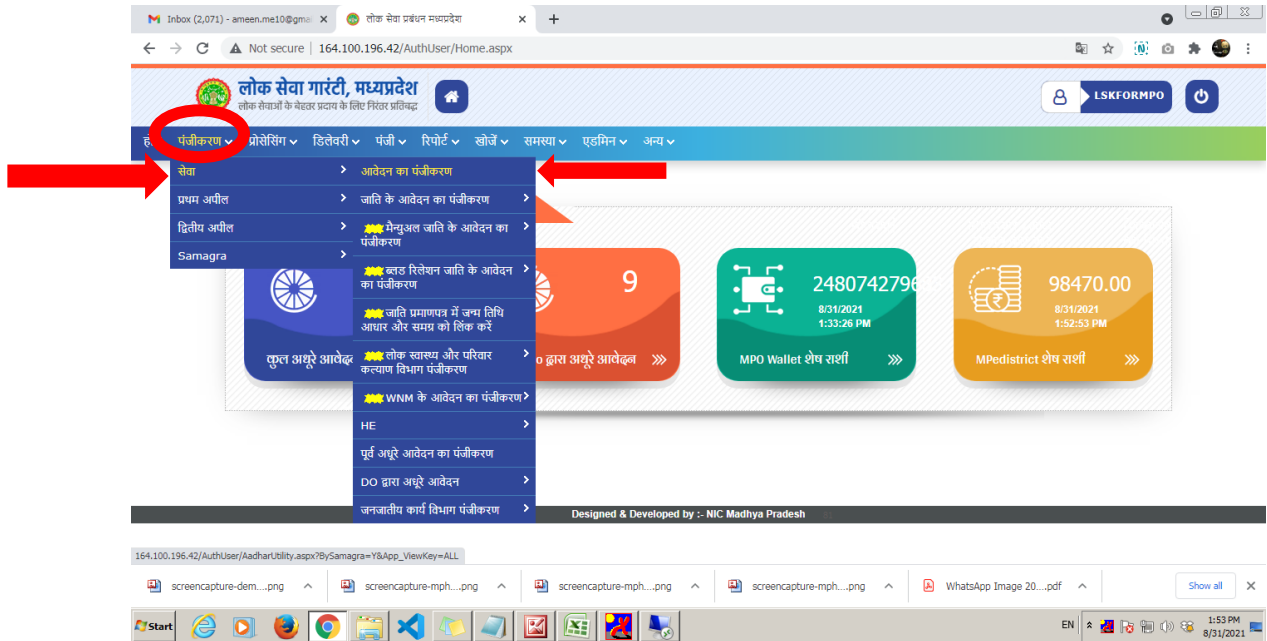 Inbox (2,071) - ameen.me10@gma
लोक सेवा प्रबंधन मध्यप्रदेश
Not secure | 164.100.196.42/AuthUser/Home.aspx
लोक सेवा गारंटी, मध्यप्रदेश
लोक सेवाओं के बेहतर प्रदाय के लिए निरंतर प्रतिबद्ध
LSKFORMPO
पंजीकरण प्रोसेसिंग डिलेवरी पंजी रिपोर्ट खोजें समस्या एडमिन अन्य
सेवा
प्रथम अपील
द्वितीय अपील
Samagra
आवेदन का पंजीकरण
जाति के आवेदन का पंजीकरण
मैन्युअल जाति के आवेदन का
पंजीकरण
ब्लड रिलेशन जाति के आवेदन
का पंजीकरण
जाति प्रमाणपत्र में जन्म तिथि
आधार और समग्र को लिंक करें
लोक स्वास्थ्य और परिवार
कल्याण विभाग पंजीकरण
WNM के आवेदन का पंजीकरण
HE
पूर्व अधूरे आवेदन का पंजीकरण
DO द्वारा अधूरे आवेदन
जनजातीय कार्य विभाग पंजीकरण
कुल अधूरे आवेदन
9
o द्वारा अधूरे आवेदन
2480742796
8/31/2021
1:33:26 PM
MPO Wallet शेष राशी
98470.00
8/31/2021
1:52:53 PM
MPedistrict शेष राशी
Designed & Developed by :- NIC Madhya Pradesh
164.100.196.42/AuthUser/AadharUtility.aspx?BySamagra=Y&App_ViewKey=ALL
screencapture-dem....png
screencapture-mph....png
screencapture-mph....png
screencapture-mph....png
WhatsApp Image 20....pdf
Show all
Start
EN
1:53 PM
8/31/2021